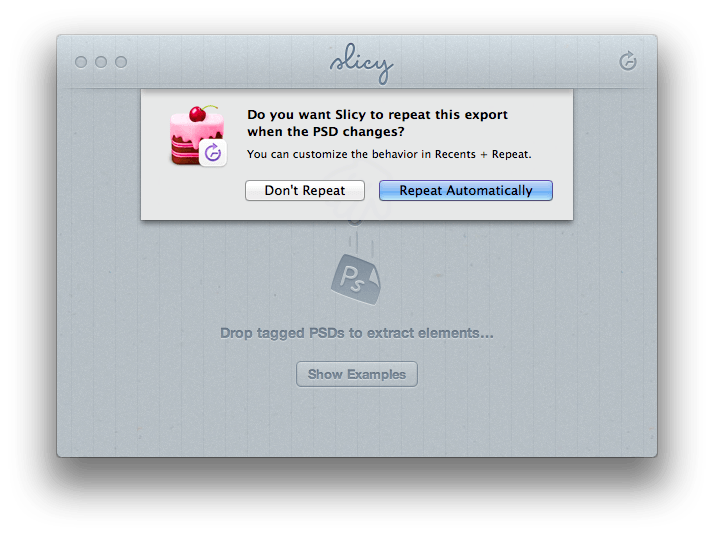 slicy
Do you want Slicy to repeat this export
when the PSD changes?
You can customize the behavior in Recents + Repeat.
Don't Repeat
Repeat Automatically
Ps
Drop tagged PSDs to extract elements...
Show Examples